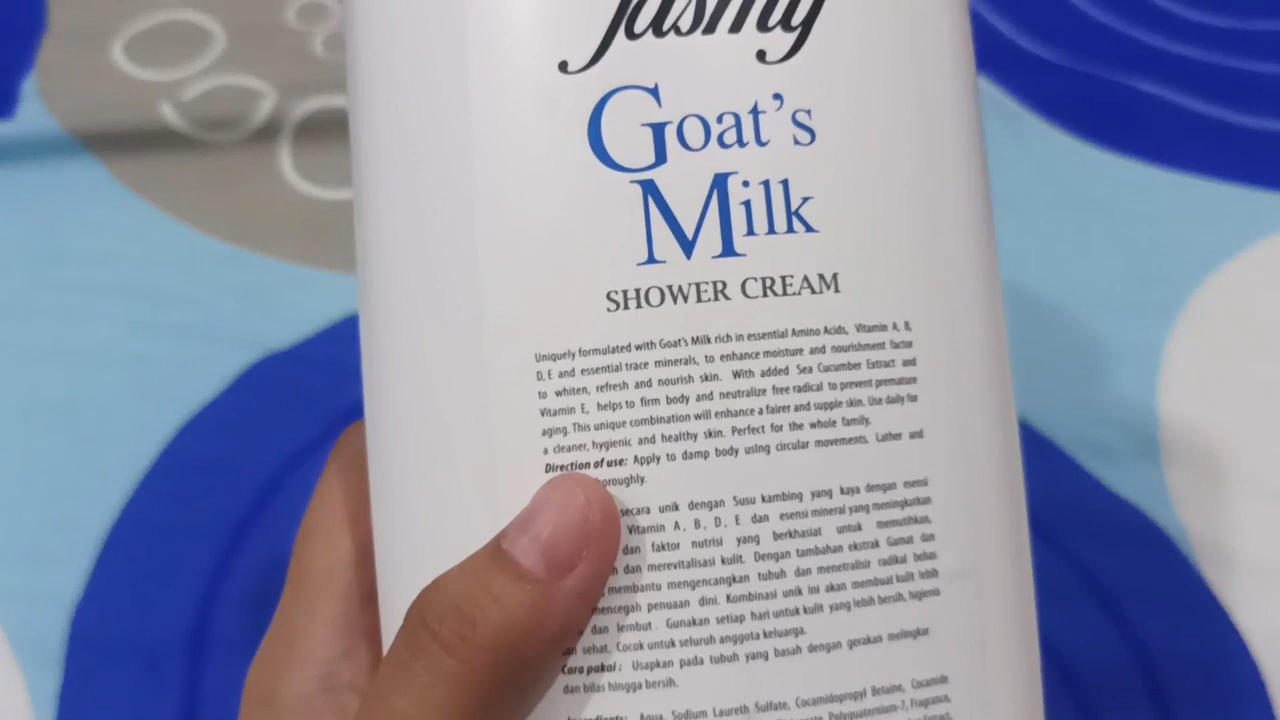 Jasmy
Goat's
Milk
SHOWER CREAM
Uniquely formulated with Goat's Milk rich in essential Amino Acids, Vitamin A, B,
D, E and essential trace minerals, to enhance moisture and nourishment factor
to whiten, refresh and nourish skin. With added Sea Cucumber Extract and
Vitamin E, helps to firm body and neutralize free radical to prevent premature
aging. This unique combination will enhance a fairer and supple skin. Use daily for
a cleaner, hygienic and healthy skin. Perfect for the whole family.
Direction of use: Apply to damp body using circular movements. Lather and
oroughly.
secara unik dengan Susu kambing yang kaya dengan esensi
Vitamin A, B, D, E dan esensi mineral yang meningkatkan
dan faktor nutrisi yang berkhasiat untuk memutihkan,
dan merevitalisasi kulit. Dengan tambahan ekstrak Gamat dan
membantu mengencangkan tubuh dan menetralisir radikal bebas
mencegah penuaan dini. Kombinasi unik ini akan membuat kulit lebih
dan lembut. Gunakan setiap hari untuk kulit yang lebih bersih, higienis
dan sehat. Cocok untuk seluruh anggota keluarga.
Cara pakai: Usapkan pada tubuh yang basah dengan gerakan melingkar
dan bilas hingga bersih.
Ingredients: Aqua, Sodium Laureth Sulfate, Cocamidopropyl Betaine, Cocamide
Polyquaternium-7, Fragrance,
Extract,